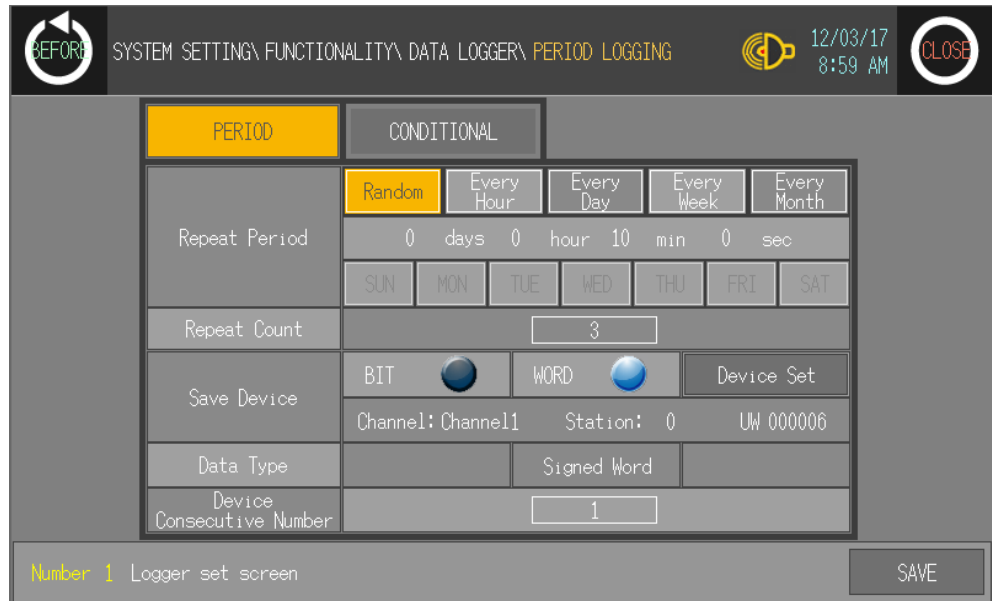 BEFORE SYSTEM SETTING\ FUNCTIONALITY\ DATA LOGGER\ PERIOD LOGGING 12/03/17 8:59 AM CLOSE
PERIOD CONDITIONAL
Repeat Period
Random Every Hour Every Day Every Week Every Month
0 days 0 hour 10 min 0 sec
SUN MON TUE WED THU FRI SAT
Repeat Count 3
Save Device
BIT WORD Device Set
Channel: Channel1 Station: 0 UW 000006
Data Type Signed Word
Device Consecutive Number 1
Number 1 Logger set screen SAVE